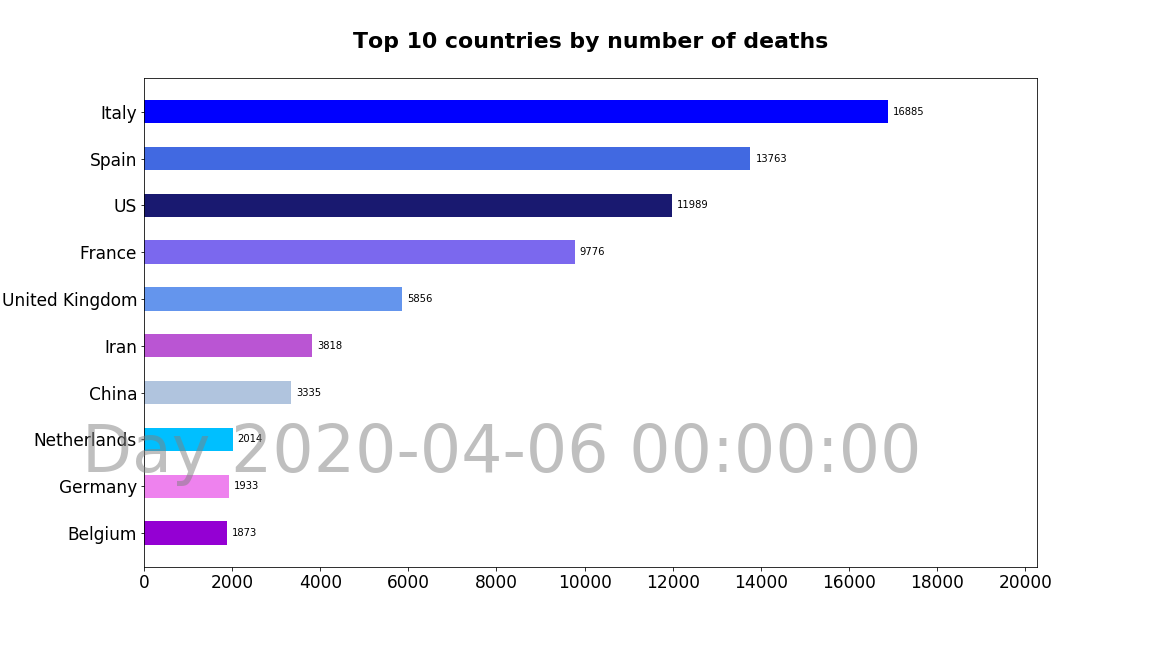 Top 10 countries by number of deaths
Italy 16885
Spain 13763
US 11989
France 9776
United Kingdom 5856
Iran 3818
China 3335
Netherlands 2014
Day 2020-04-06 00:00:00
Germany 1933
Belgium 1873
0 2000 4000 6000 8000 10000 12000 14000 16000 18000 20000